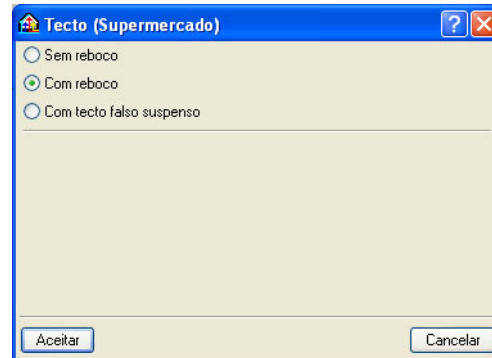 Tecto (Supermercado)
?
Sem reboco
Com reboco
Com tecto falso suspenso
Aceitar
Cancelar